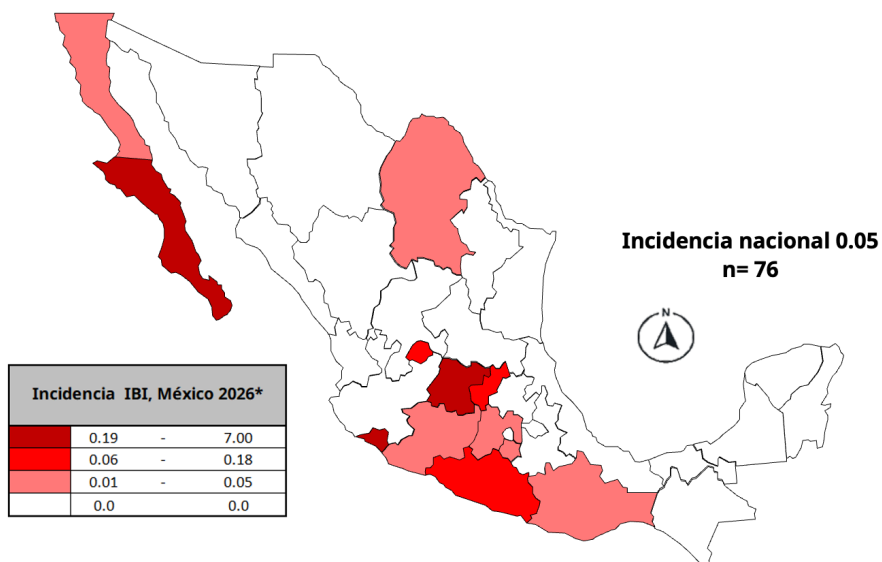 Incidencia nacional 0.05
n= 76
N
Incidencia IBI, México 2026*
0.19 - 7.00
0.06 - 0.18
0.01 - 0.05
0.0 0.0